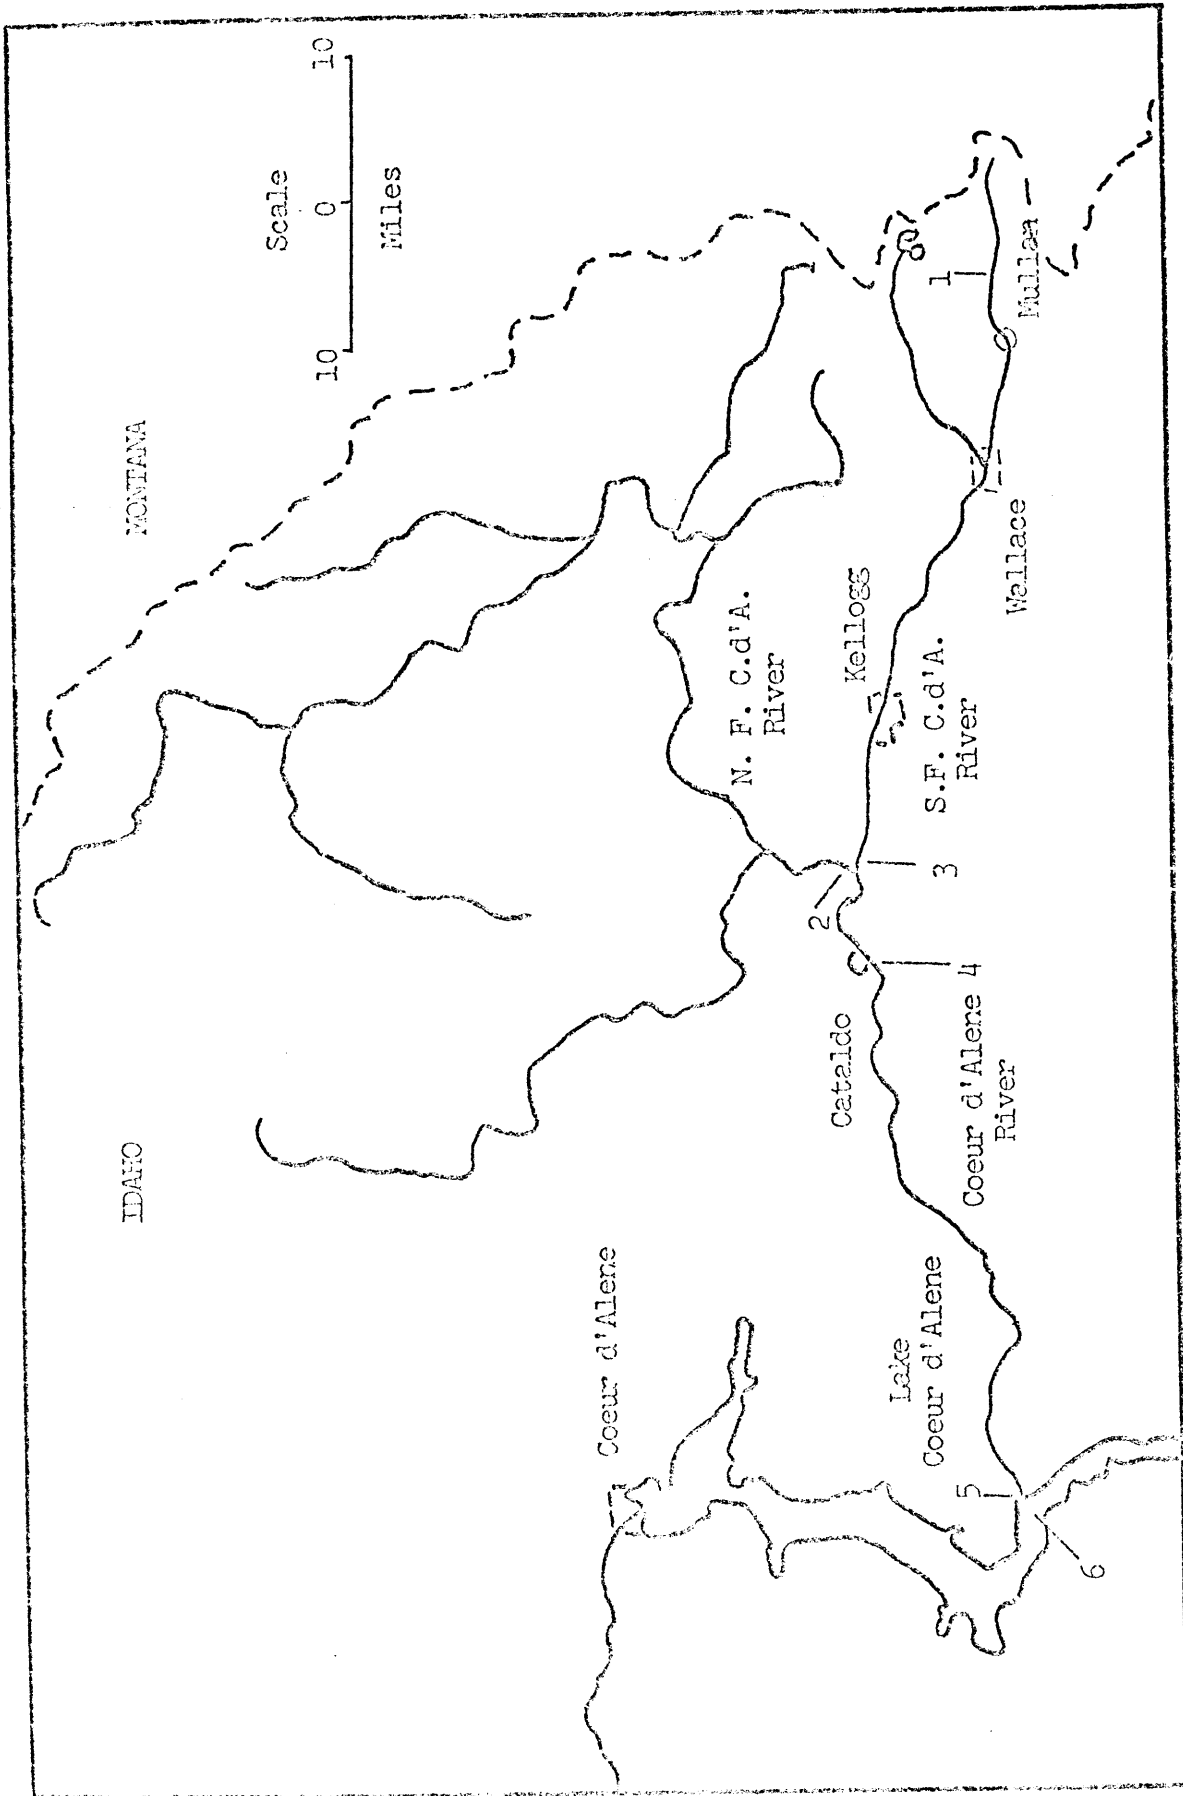 MONTANA
IDAHO
Scale
10 0 10
Miles
Coeur d'Alene
N. F. C.d'A.
River
Kellogg
S.F. C.d'A.
River
Wallace
Mullan
1
2
3
Cataldo
4
Coeur d'Alene
River
Lake
Coeur d'Alene
5
6